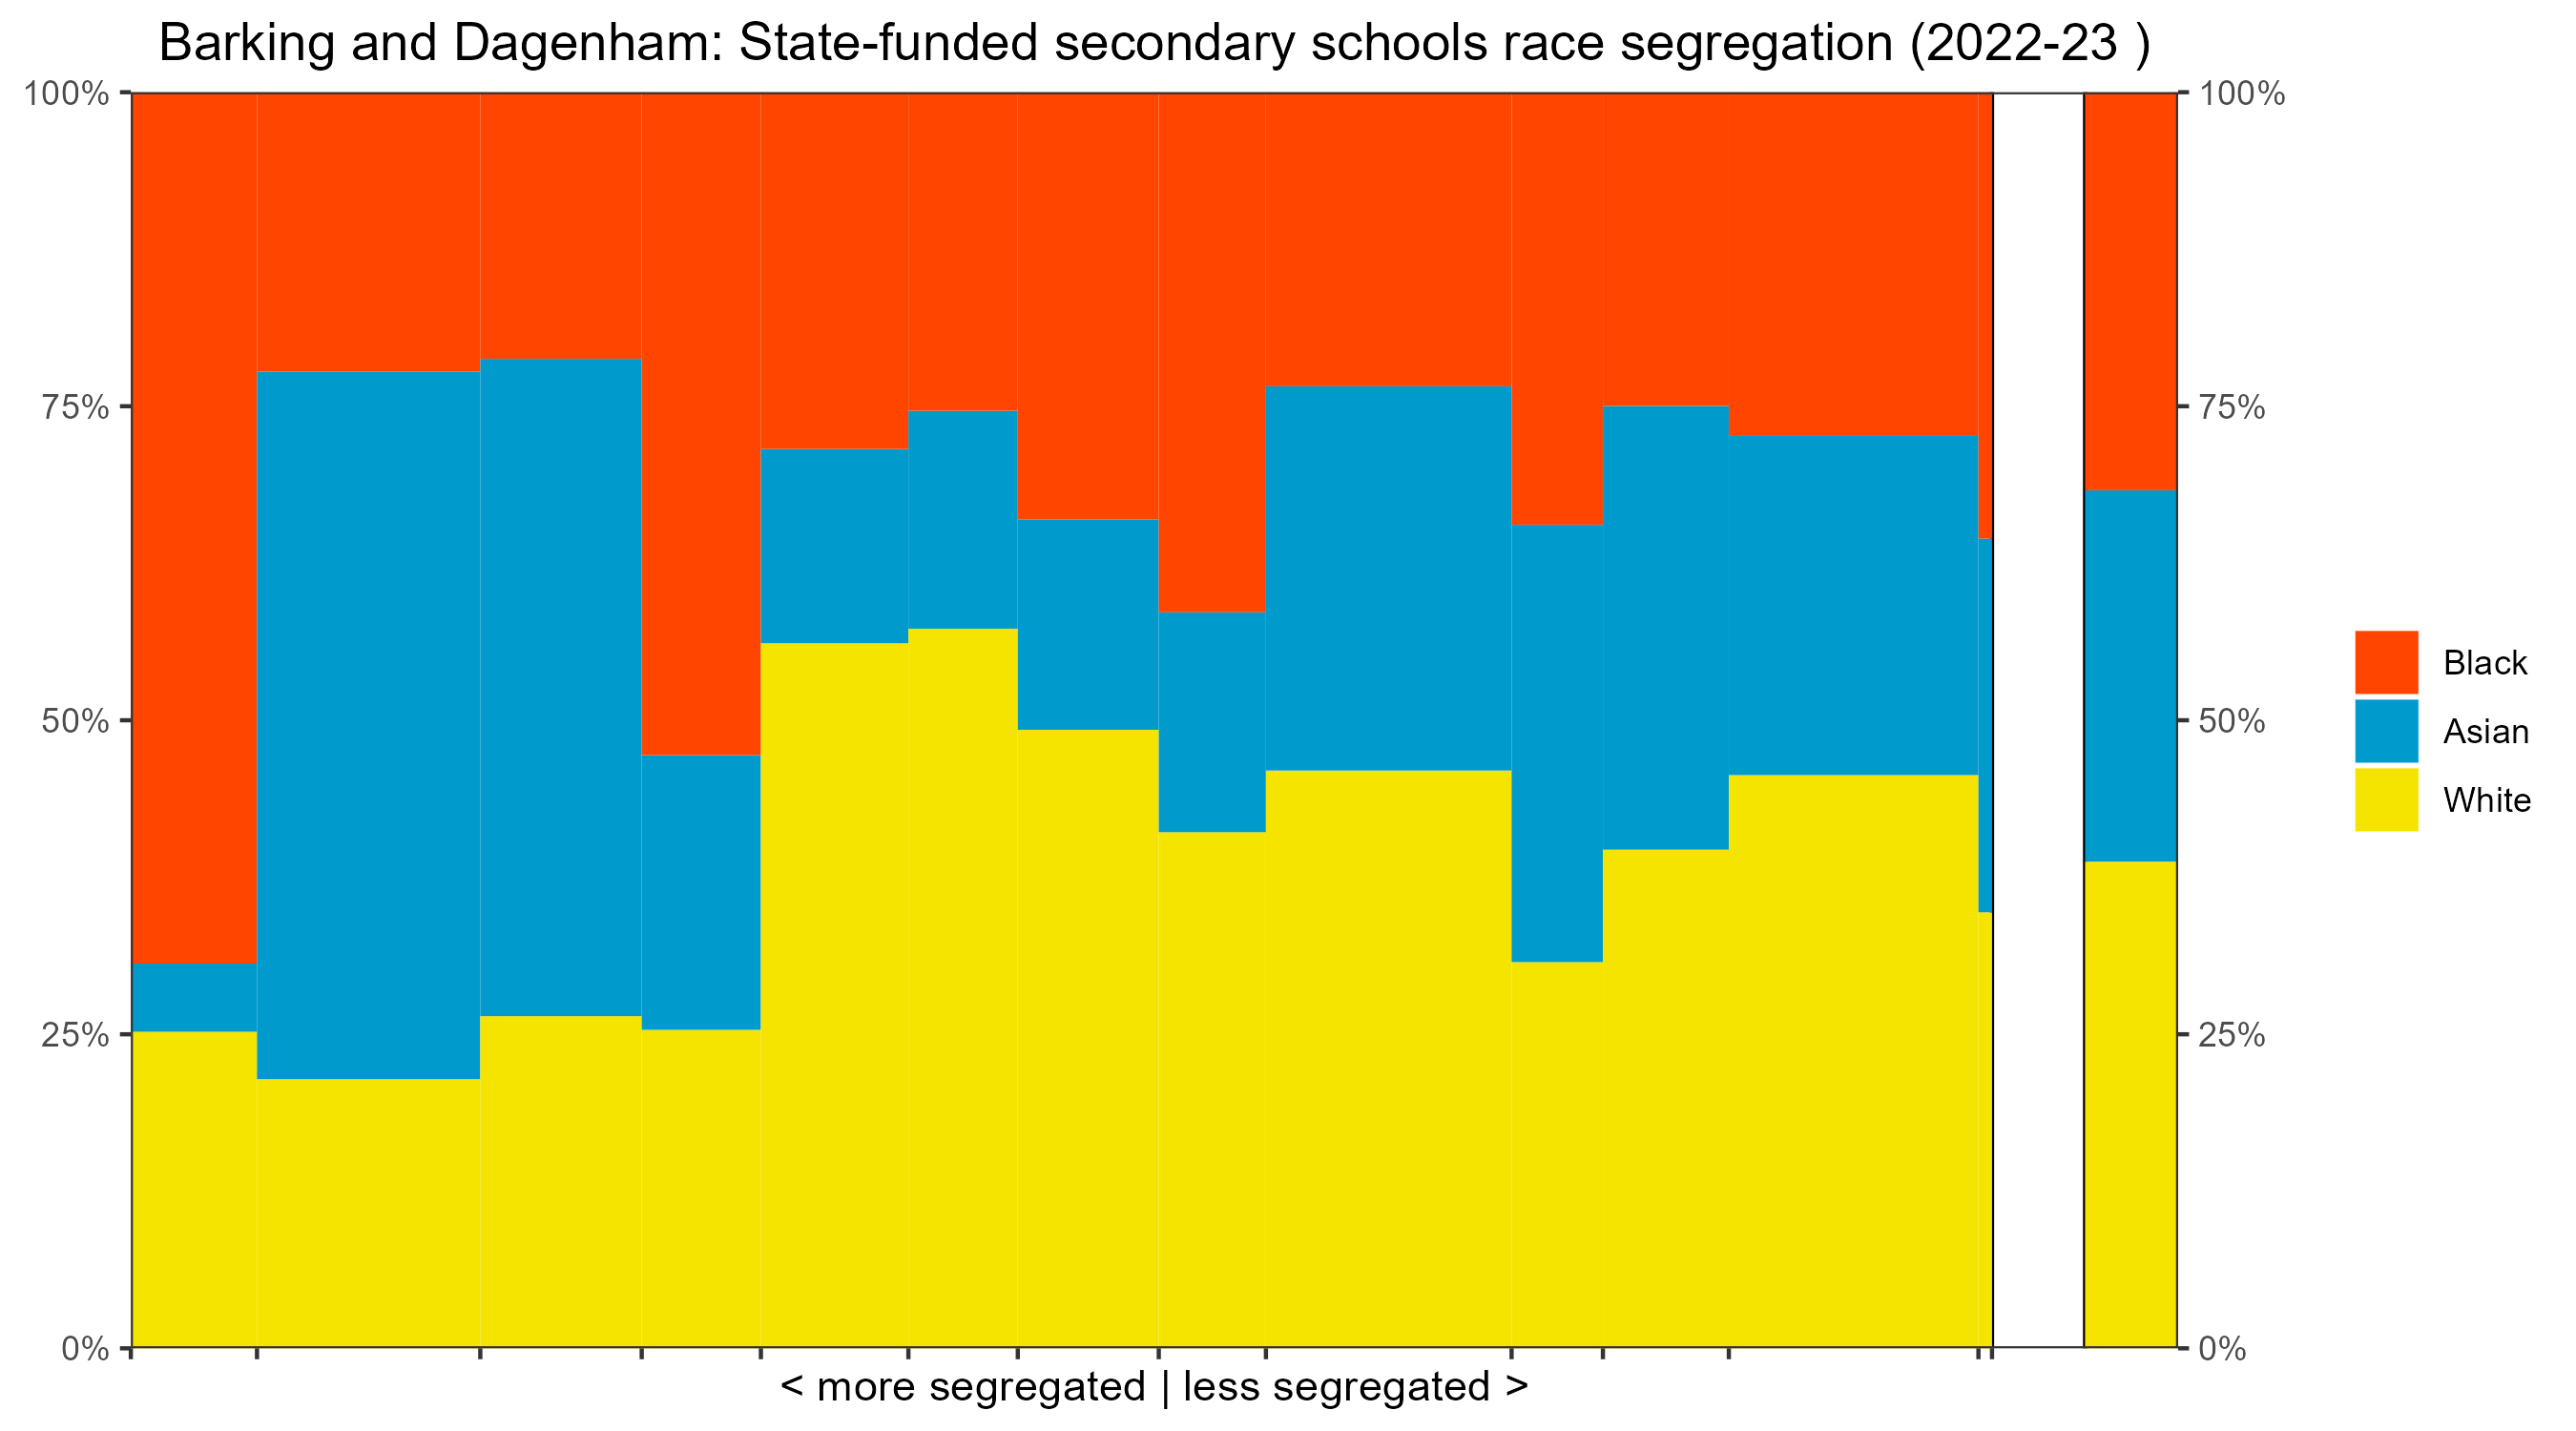 Barking and Dagenham: State-funded secondary schools race segregation (2022-23 )
100%
75%
50%
25%
0%
100%
75%
50%
25%
0%
Black
Asian
White
< more segregated | less segregated >